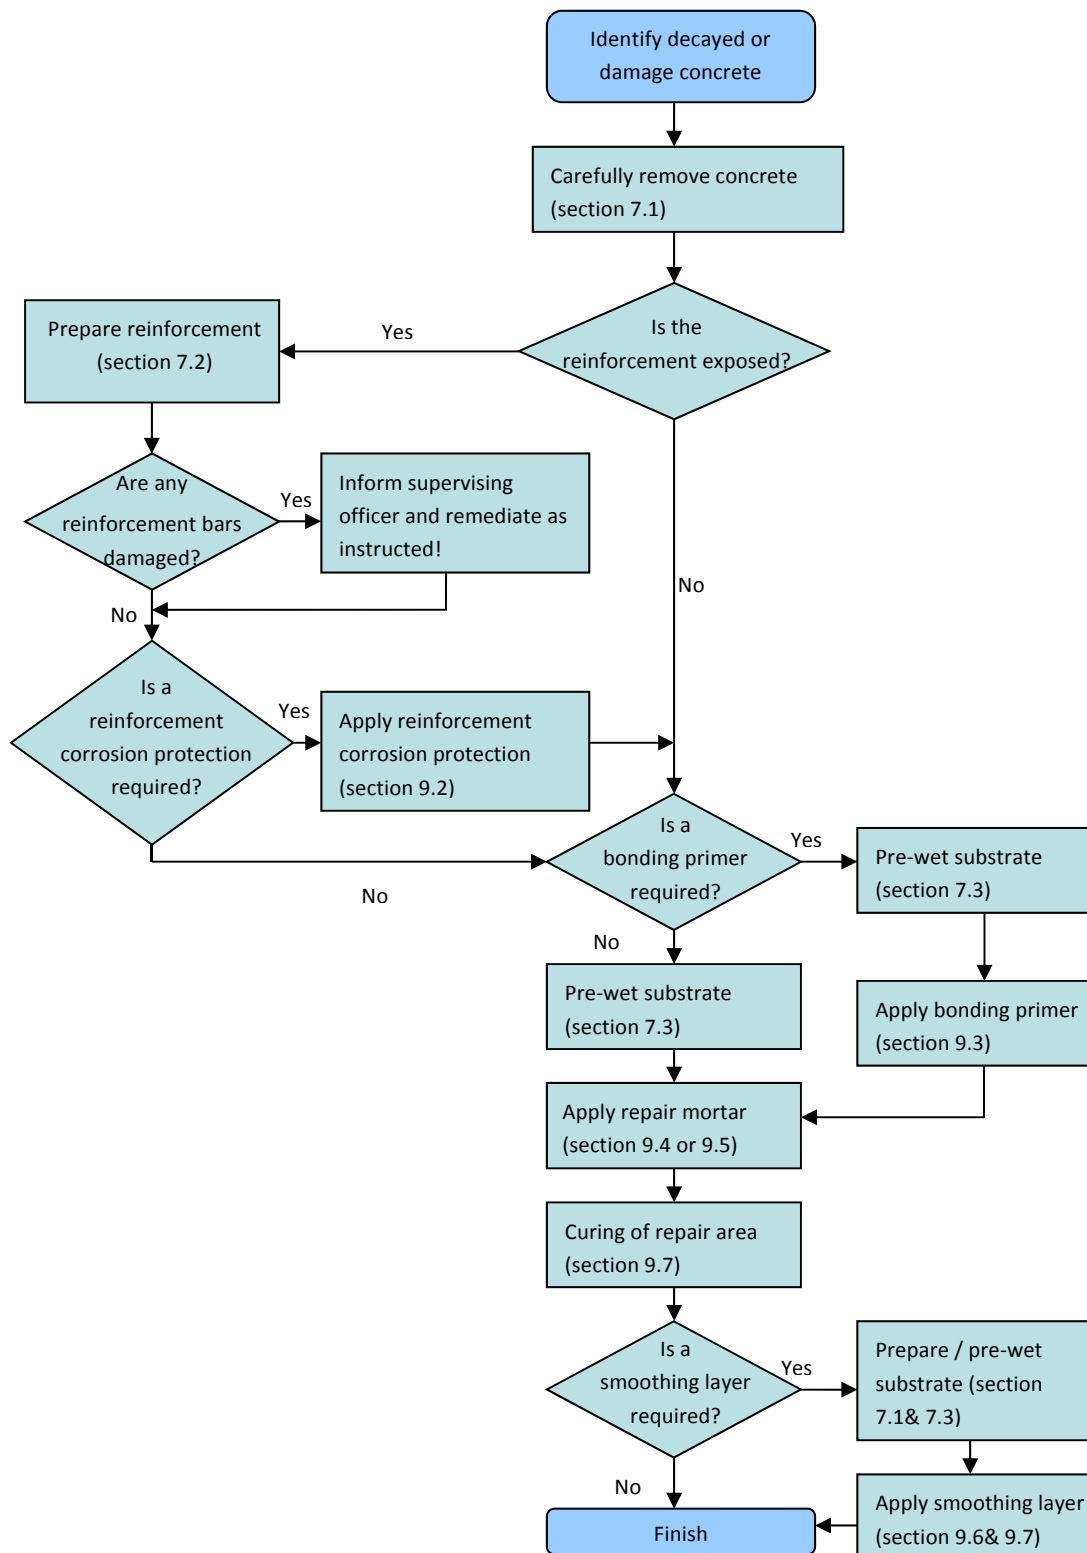 Identify decayed or
damage concrete
Carefully remove concrete
(section 7.1)
Is the
reinforcement exposed?
Yes
Prepare reinforcement
(section 7.2)
Are any
reinforcement bars
damaged?
Yes
Inform supervising
officer and remediate as
instructed!
No
No
Is a
reinforcement
corrosion protection
required?
Yes
Apply reinforcement
corrosion protection
(section 9.2)
No
Is a
bonding primer
required?
Yes
Pre-wet substrate
(section 7.3)
No
Pre-wet substrate
(section 7.3)
Apply bonding primer
(section 9.3)
Apply repair mortar
(section 9.4 or 9.5)
Curing of repair area
(section 9.7)
Is a
smoothing layer
required?
Yes
Prepare / pre-wet
substrate (section
7.1& 7.3)
No
Apply smoothing layer
(section 9.6& 9.7)
Finish